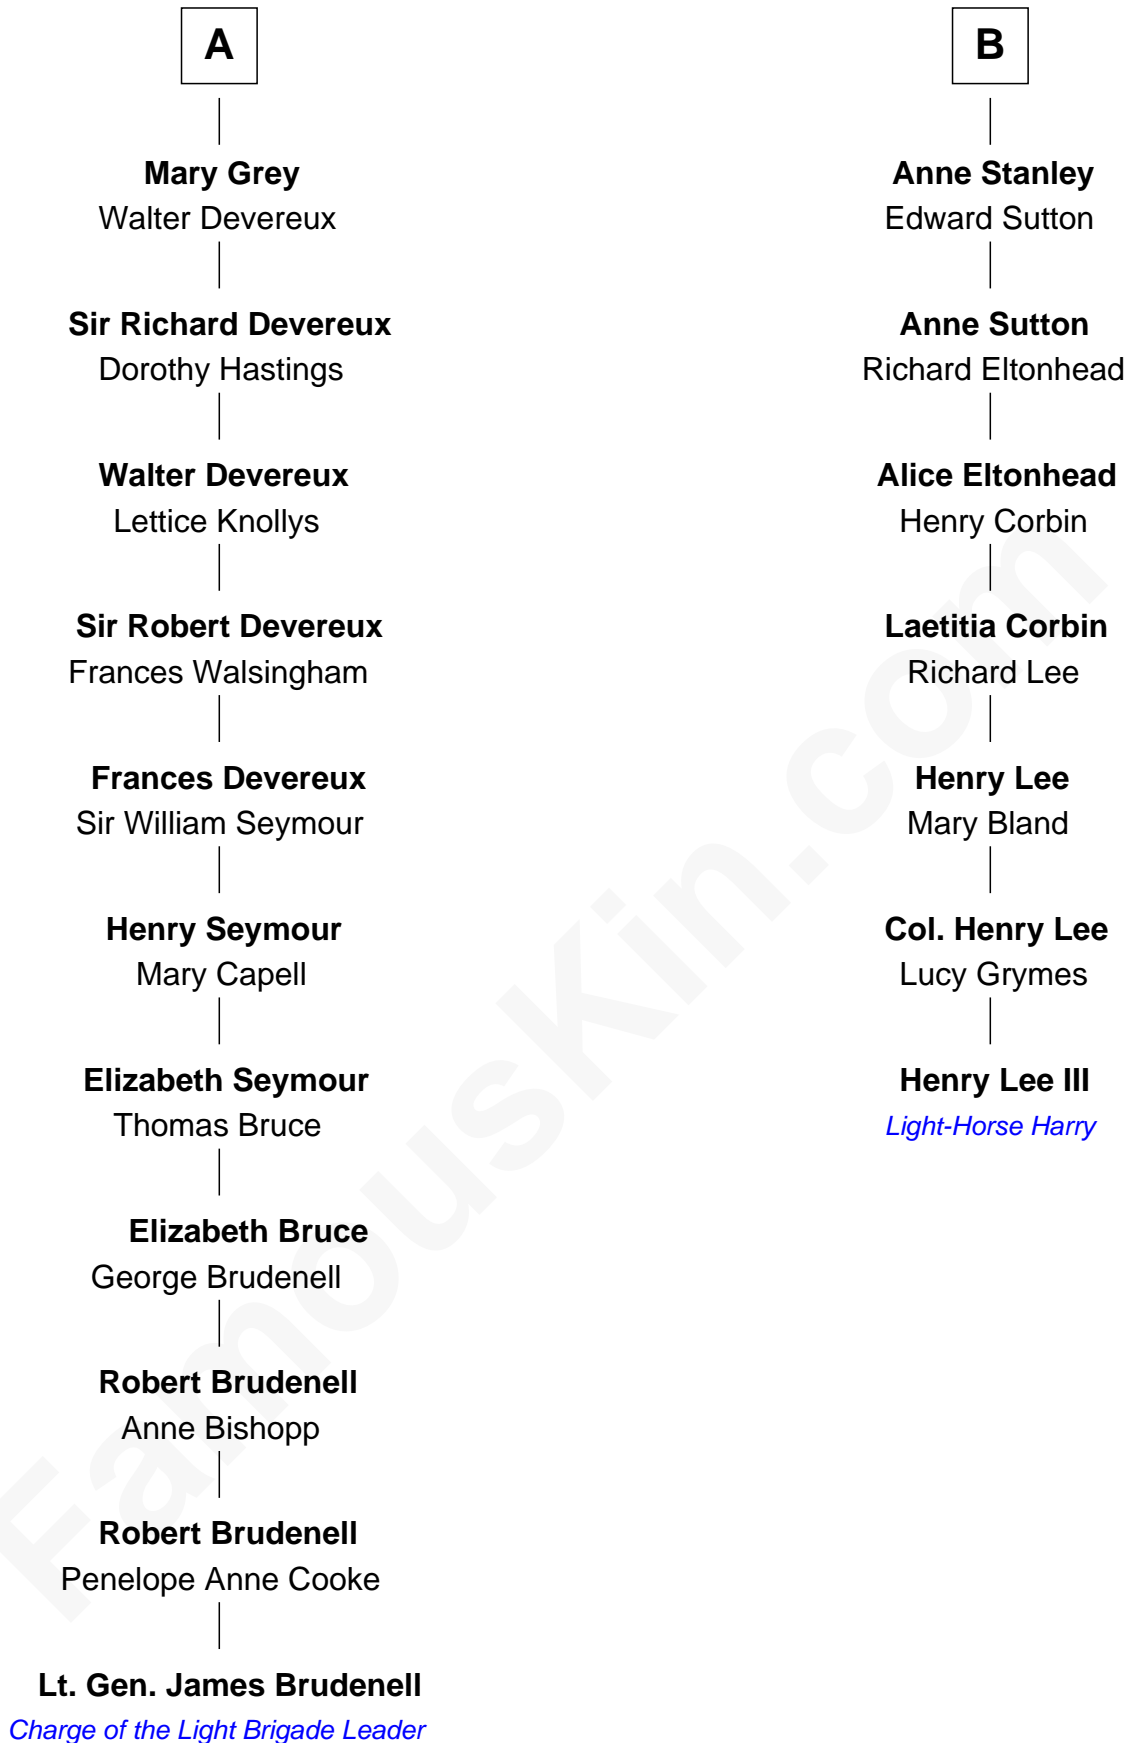 A
Mary Grey
Walter Devereux
Sir Richard Devereux
Dorothy Hastings
Walter Devereux
Lettice Knollys
Sir Robert Devereux
Frances Walsingham
Frances Devereux
Sir William Seymour
Henry Seymour
Mary Capell
Elizabeth Seymour
Thomas Bruce
Elizabeth Bruce
George Brudenell
Robert Brudenell
Anne Bishopp
Robert Brudenell
Penelope Anne Cooke
Lt. Gen. James Brudenell
Charge of the Light Brigade Leader
B
Anne Stanley
Edward Sutton
Anne Sutton
Richard Eltonhead
Alice Eltonhead
Henry Corbin
Laetitia Corbin
Richard Lee
Henry Lee
Mary Bland
Col. Henry Lee
Lucy Grymes
Henry Lee III
Light-Horse Harry
FamousKin.com